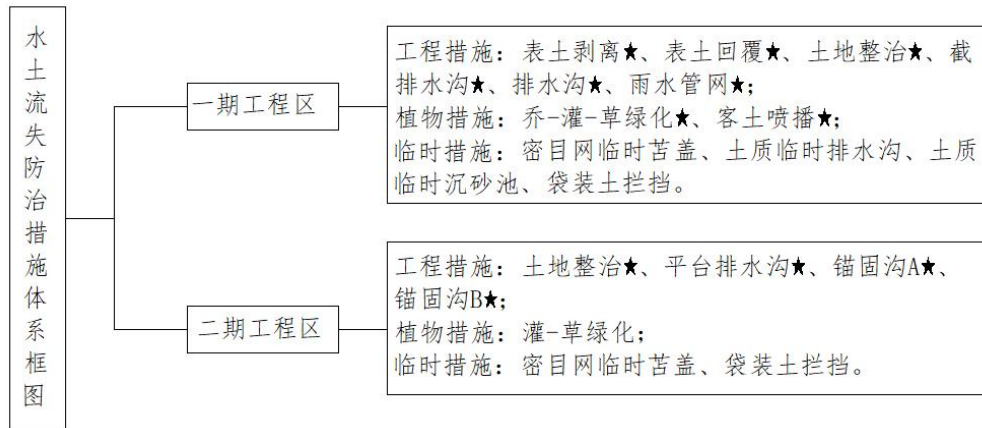 水土流失防治措施体系框图
一期工程区
工程措施：表土剥离★、表土回覆★、土地整治★、截
排水沟★、排水沟★、雨水管网★；
植物措施：乔-灌-草绿化★、客土喷播★；
临时措施：密目网临时苫盖、土质临时排水沟、土质
临时沉砂池、袋装土拦挡。
二期工程区
工程措施：土地整治★、平台排水沟★、锚固沟A★、
锚固沟B★；
植物措施：灌-草绿化；
临时措施：密目网临时苫盖、袋装土拦挡。